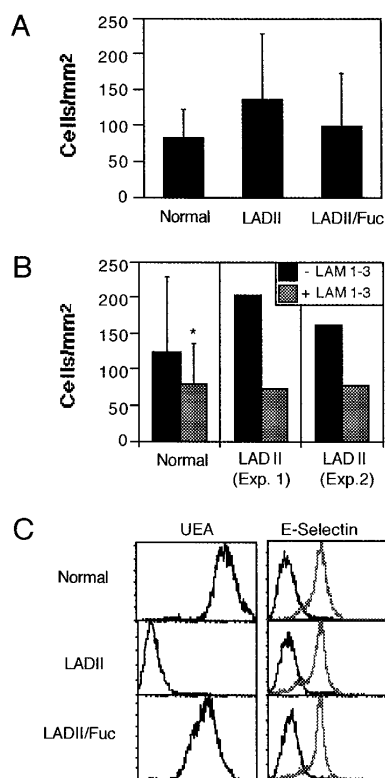 A
Cells/mm2
250
200
150
100
50
0
Normal LADII LADII/Fuc
B
Cells/mm2
250
200
150
100
50
0
- LAM 1-3
+ LAM 1-3
*
Normal LAD II LAD II
(Exp. 1) (Exp.2)
C
UEA E-Selectin
Normal
LADII
LADII/Fuc